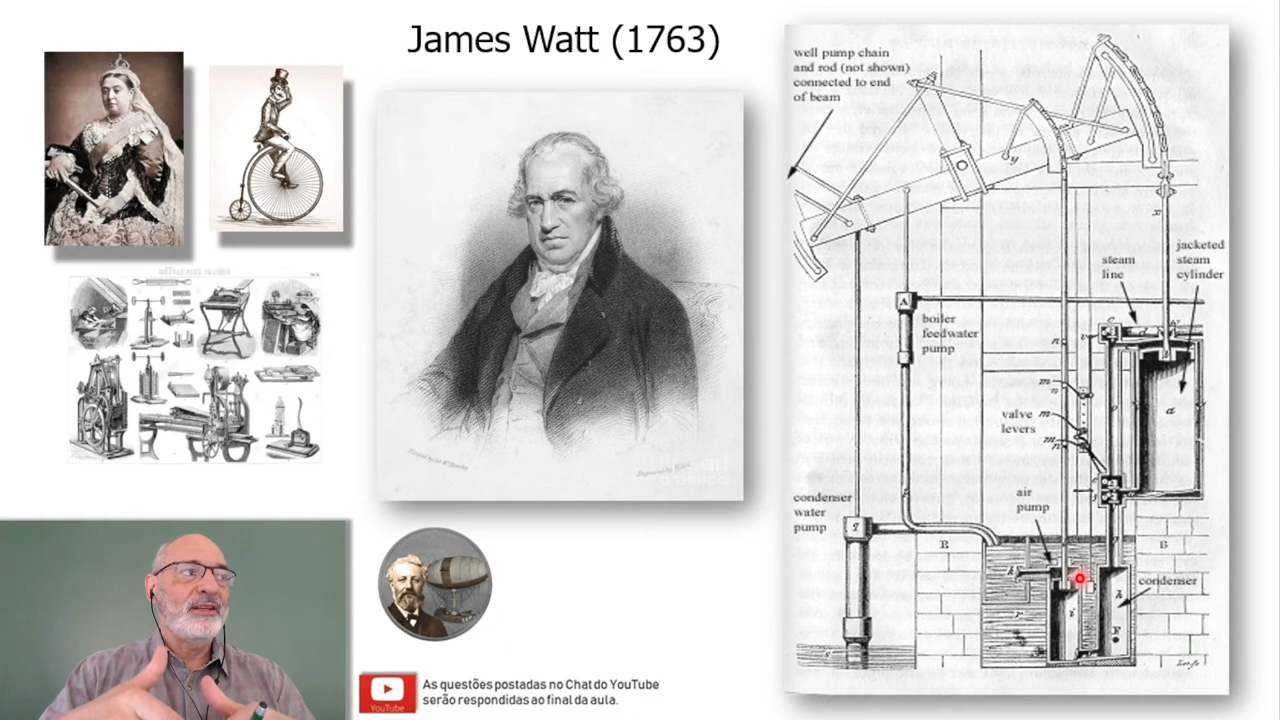 James Watt (1763)
well pump chain
and rod (not shown)
connected to end
of beam
y
x
jacketed
steam
cylinder
steam
line
A
boiler
feedwater
pump
n
m
n
valve
levers
m
m
n
a
condenser
water
pump
air
pump
B
B
k
condenser
h
i
r
F
YouTube
As questões postadas no Chat do YouTube
serão respondidas ao final da aula.